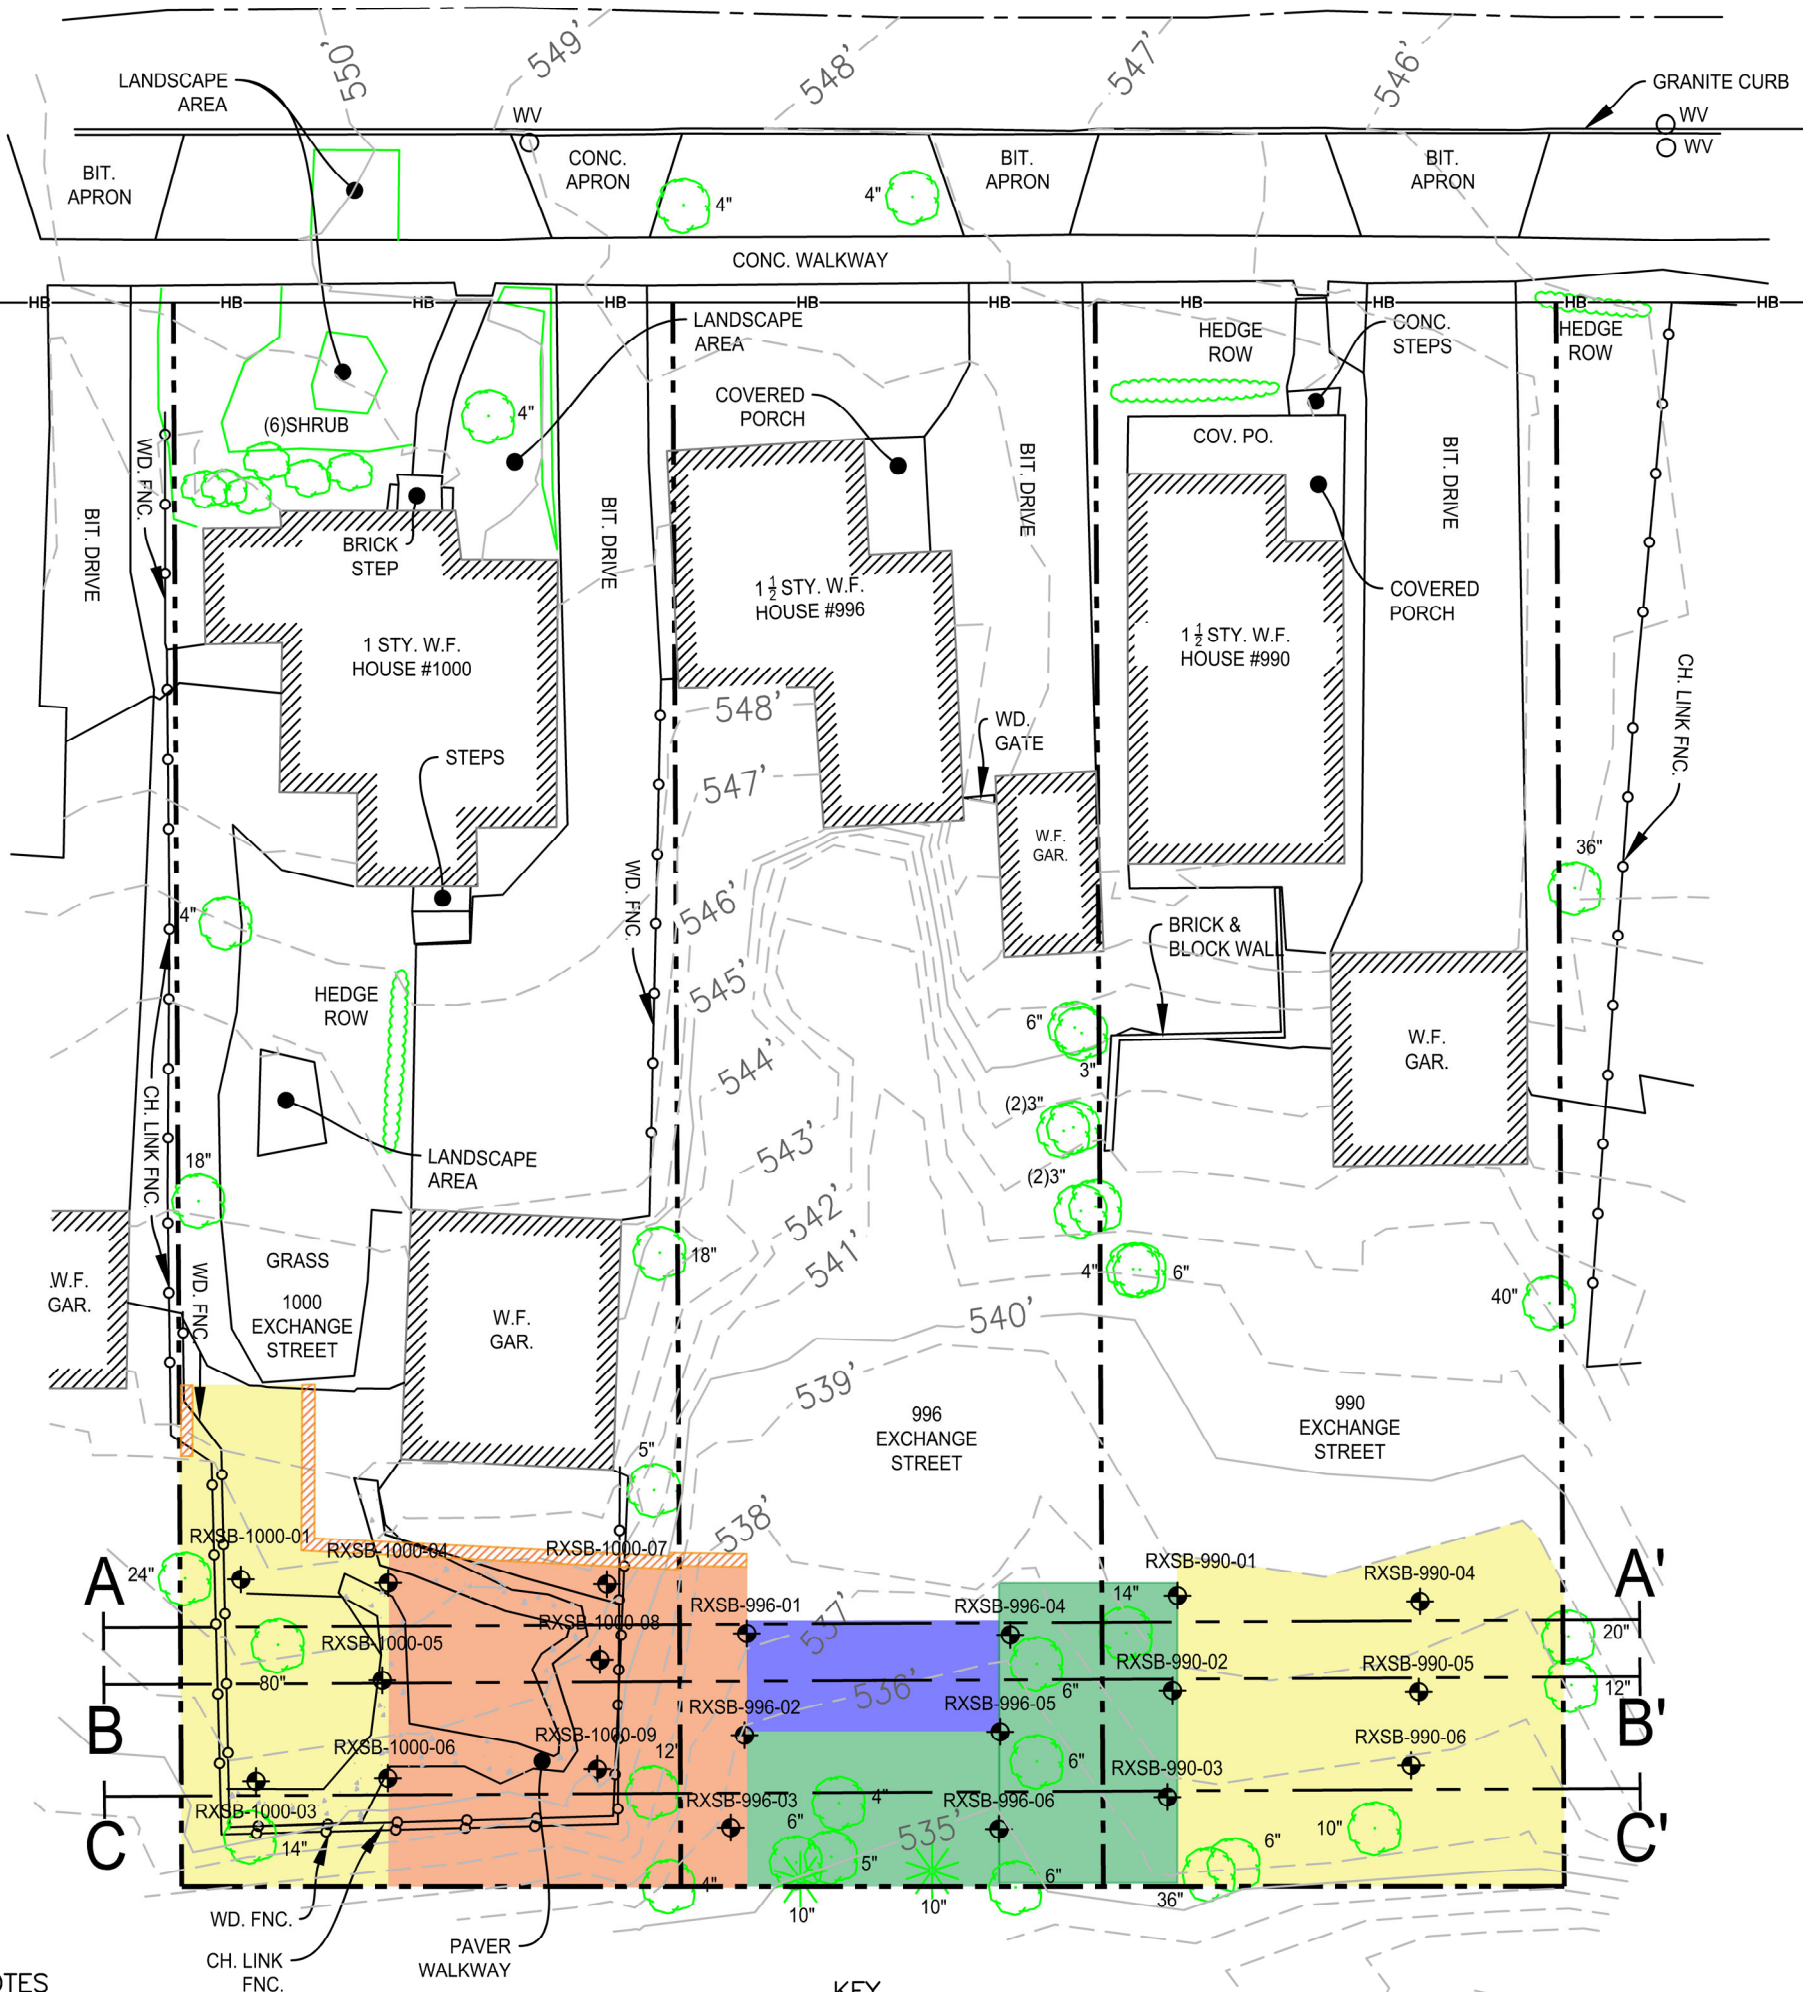 550'
549'
548'
547'
546'
LANDSCAPE
AREA
GRANITE CURB
WV
WV
WV
BIT.
APRON
CONC.
APRON
BIT.
APRON
BIT.
APRON
4"
4"
CONC. WALKWAY
HB
HB
HB
HB
HB
HB
HB
HB
HB
HB
LANDSCAPE
AREA
HEDGE
ROW
CONC.
STEPS
HEDGE
ROW
COVERED
PORCH
(6)SHRUB
4"
COV. PO.
WD. FNC.
BIT. DRIVE
BIT. DRIVE
BIT. DRIVE
BIT. DRIVE
BRICK
STEP
1 1/2 STY. W.F.
HOUSE #996
COVERED
PORCH
1 STY. W.F.
HOUSE #1000
1 1/2 STY. W.F.
HOUSE #990
CH. LINK FNC.
548'
WD.
GATE
STEPS
547'
W.F.
GAR.
36"
WD. FNC.
546'
4"
BRICK &
BLOCK WALL
545'
HEDGE
ROW
6"
3"
W.F.
GAR.
544'
(2)3"
CH. LINK FNC.
543'
18"
LANDSCAPE
AREA
(2)3"
542'
18"
541'
4"
6"
GRASS
W.F.
GAR.
WD. FNC
1000
EXCHANGE
STREET
W.F.
GAR.
40"
540'
539'
996
EXCHANGE
STREET
990
EXCHANGE
STREET
5"
538'
RXSB-1000-01
RXSB-1000-04
RXSB-1000-07
RXSB-990-01
RXSB-990-04
A
24"
A'
14"
RXSB-996-01
RXSB-996-04
RXSB-1000-08
537'
20"
RXSB-1000-05
RXSB-990-02
RXSB-990-05
80"
536'
6"
12"
B
RXSB-996-02
RXSB-996-05
B'
RXSB-1000-09
RXSB-1000-06
12'
6"
RXSB-990-03
RXSB-990-06
RXSB-996-03
4"
RXSB-996-06
RXSB-1000-03
6"
535'
10"
C
14"
5"
6"
C'
4"
6"
10"
10"
36"
WD. FNC.
PAVER
WALKWAY
CH. LINK
FNC.
OTES
KEY